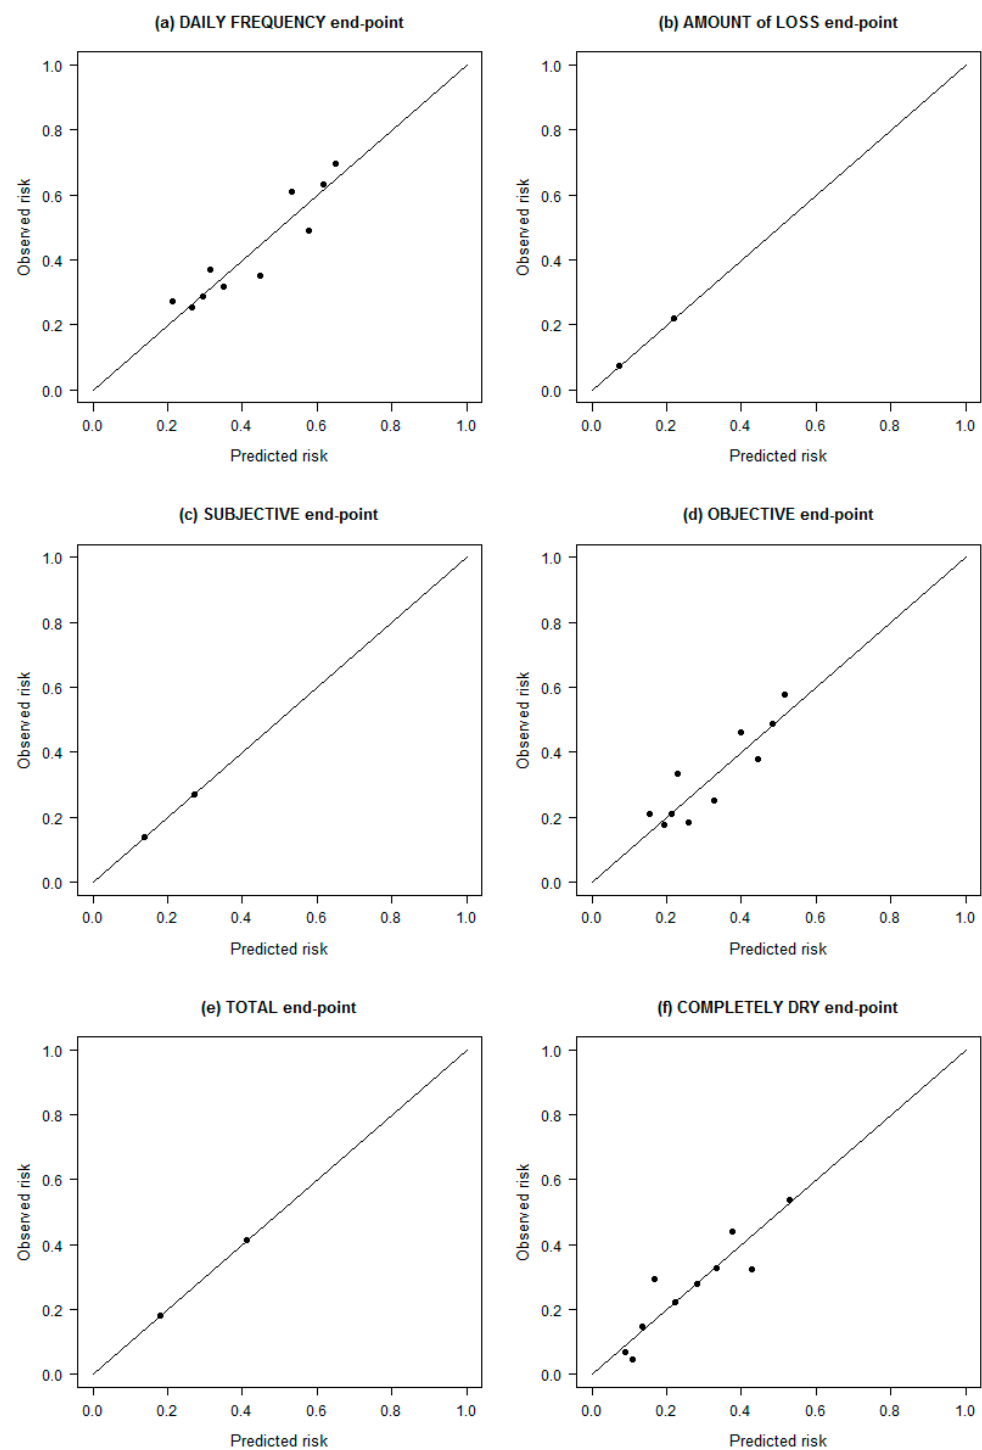 (a) DAILY FREQUENCY end-point
1.0
0.8
0.6
0.4
0.2
0.0
Observed risk
0.0 0.2 0.4 0.6 0.8 1.0
Predicted risk
(b) AMOUNT of LOSS end-point
1.0
0.8
0.6
0.4
0.2
0.0
Observed risk
0.0 0.2 0.4 0.6 0.8 1.0
Predicted risk
(c) SUBJECTIVE end-point
1.0
0.8
0.6
0.4
0.2
0.0
Observed risk
0.0 0.2 0.4 0.6 0.8 1.0
Predicted risk
(d) OBJECTIVE end-point
1.0
0.8
0.6
0.4
0.2
0.0
Observed risk
0.0 0.2 0.4 0.6 0.8 1.0
Predicted risk
(e) TOTAL end-point
1.0
0.8
0.6
0.4
0.2
0.0
Observed risk
0.0 0.2 0.4 0.6 0.8 1.0
Predicted risk
(f) COMPLETELY DRY end-point
1.0
0.8
0.6
0.4
0.2
0.0
Observed risk
0.0 0.2 0.4 0.6 0.8 1.0
Predicted risk